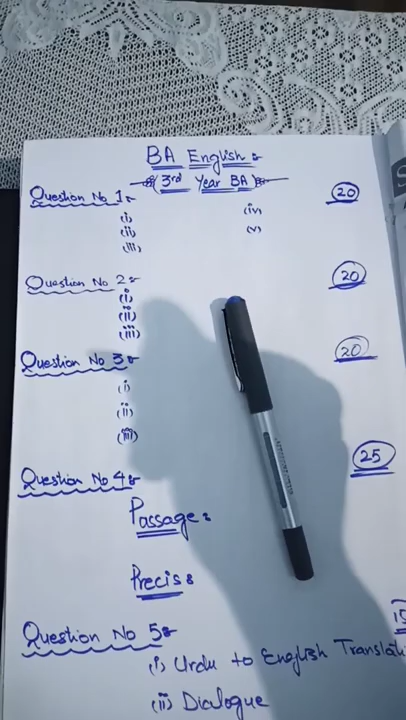 BA English :-
(3rd Year BA)
Question No 1:- 20
(i) (iv)
(ii) (v)
(iii)
Question No 2:- 20
(i)
(ii)
(iii)
Question No 3:- 20
(i)
(ii)
(iii)
Question No 4:- 25
Passage :
Precis :
Question No 5:- 15
(i) Urdu to English Translati
(ii) Dialogue